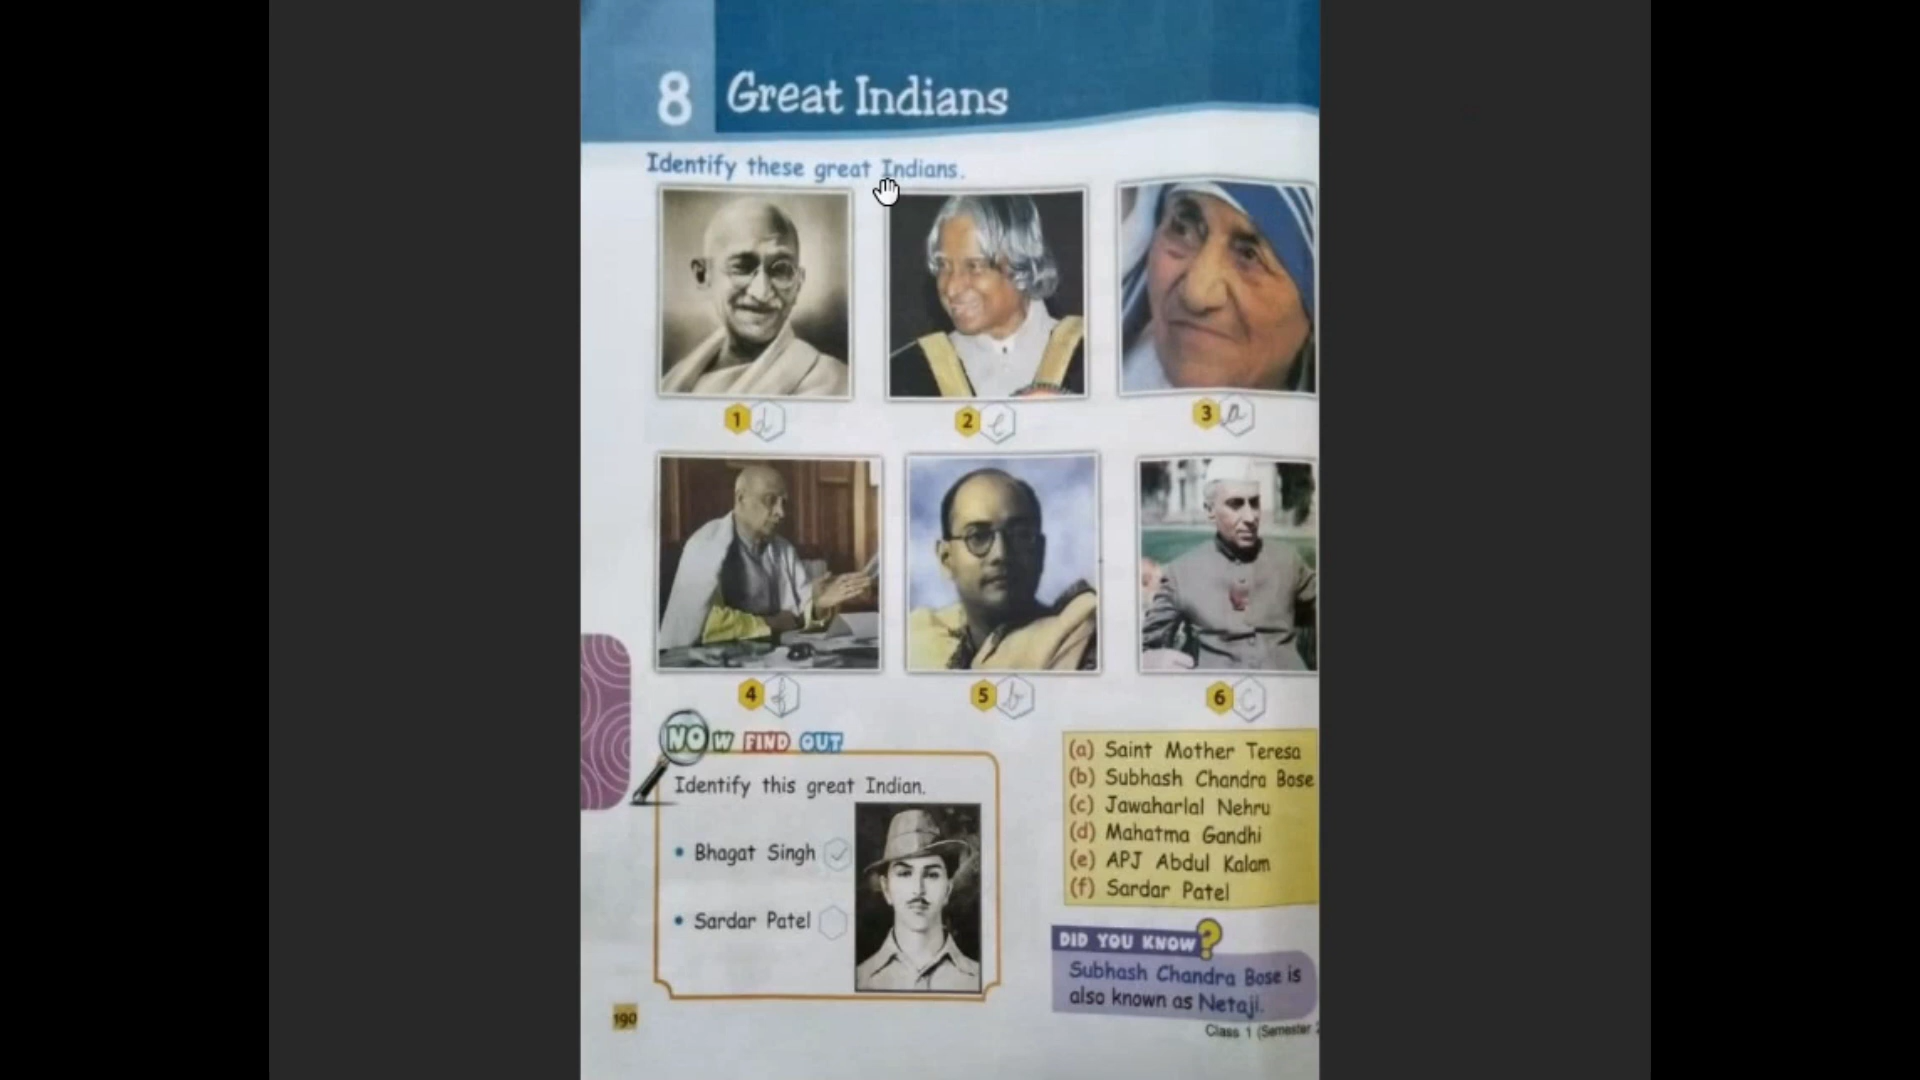 8 Great Indians
Identify these great Indians.
1 d 2 e 3 a
4 f 5 b 6 c
NOW FIND OUT
Identify this great Indian.
• Bhagat Singh ✓
• Sardar Patel
(a) Saint Mother Teresa
(b) Subhash Chandra Bose
(c) Jawaharlal Nehru
(d) Mahatma Gandhi
(e) APJ Abdul Kalam
(f) Sardar Patel
DID YOU KNOW?
Subhash Chandra Bose is
also known as Netaji.
190
Class 1 (Semester 2